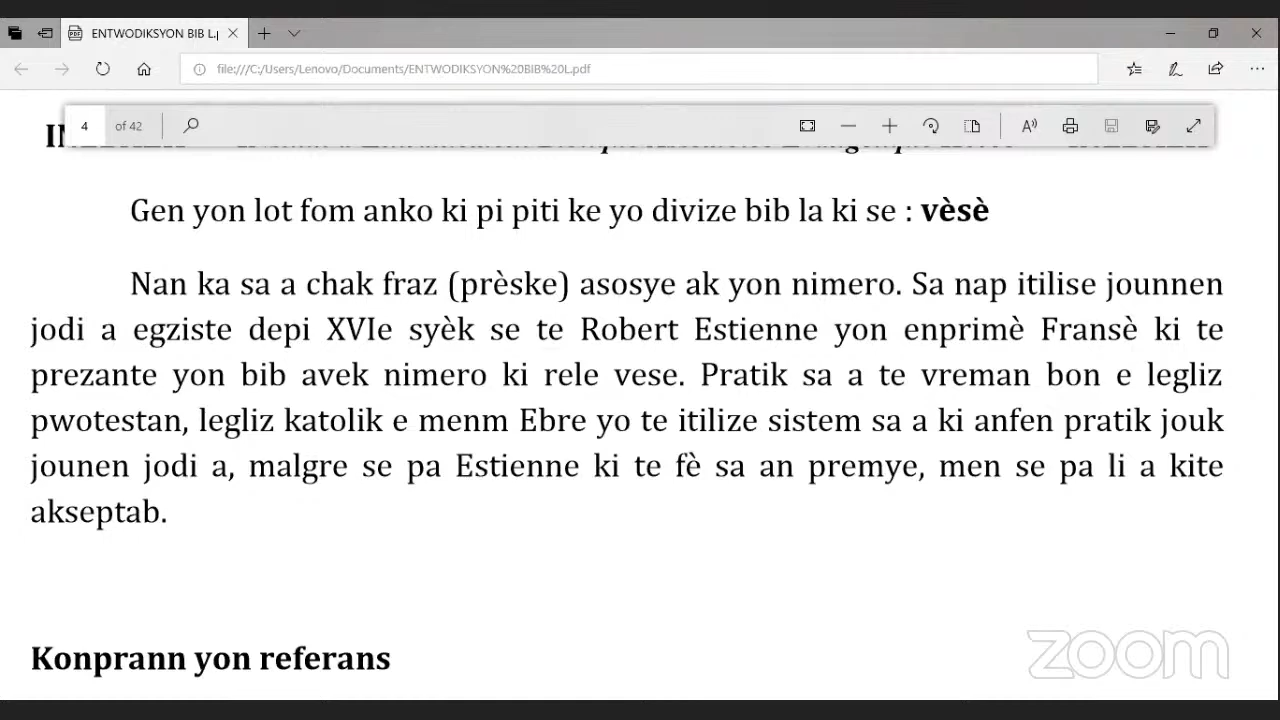 ENTWODIKSYON BIB L.p
file:///C:/Users/Lenovo/Documents/ENTWODIKSYON%20BIB%20L.pdf
4 of 42
Gen yon lot fom anko ki pi piti ke yo divize bib la ki se : vèsè
Nan ka sa a chak fraz (prèske) asosye ak yon nimero. Sa nap itilise jounnen
jodi a egziste depi XVIe syèk se te Robert Estienne yon enprimè Fransè ki te
prezante yon bib avek nimero ki rele vese. Pratik sa a te vreman bon e legliz
pwotestan, legliz katolik e menm Ebre yo te itilize sistem sa a ki anfen pratik jouk
jounen jodi a, malgre se pa Estienne ki te fè sa an premye, men se pa li a kite
akseptab.
Konprann yon referans
zoom